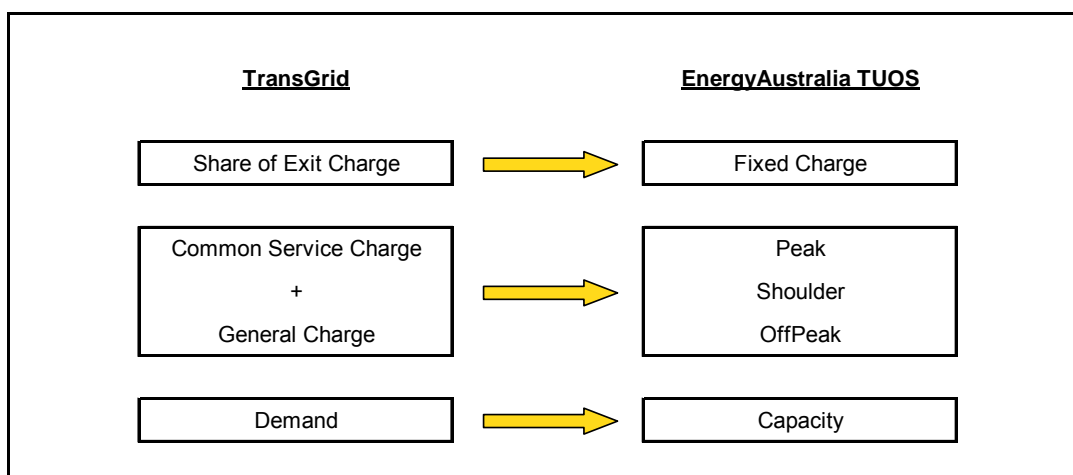 TransGrid
EnergyAustralia TUOS
Share of Exit Charge
Fixed Charge
Common Service Charge
+
General Charge
Peak
Shoulder
OffPeak
Demand
Capacity